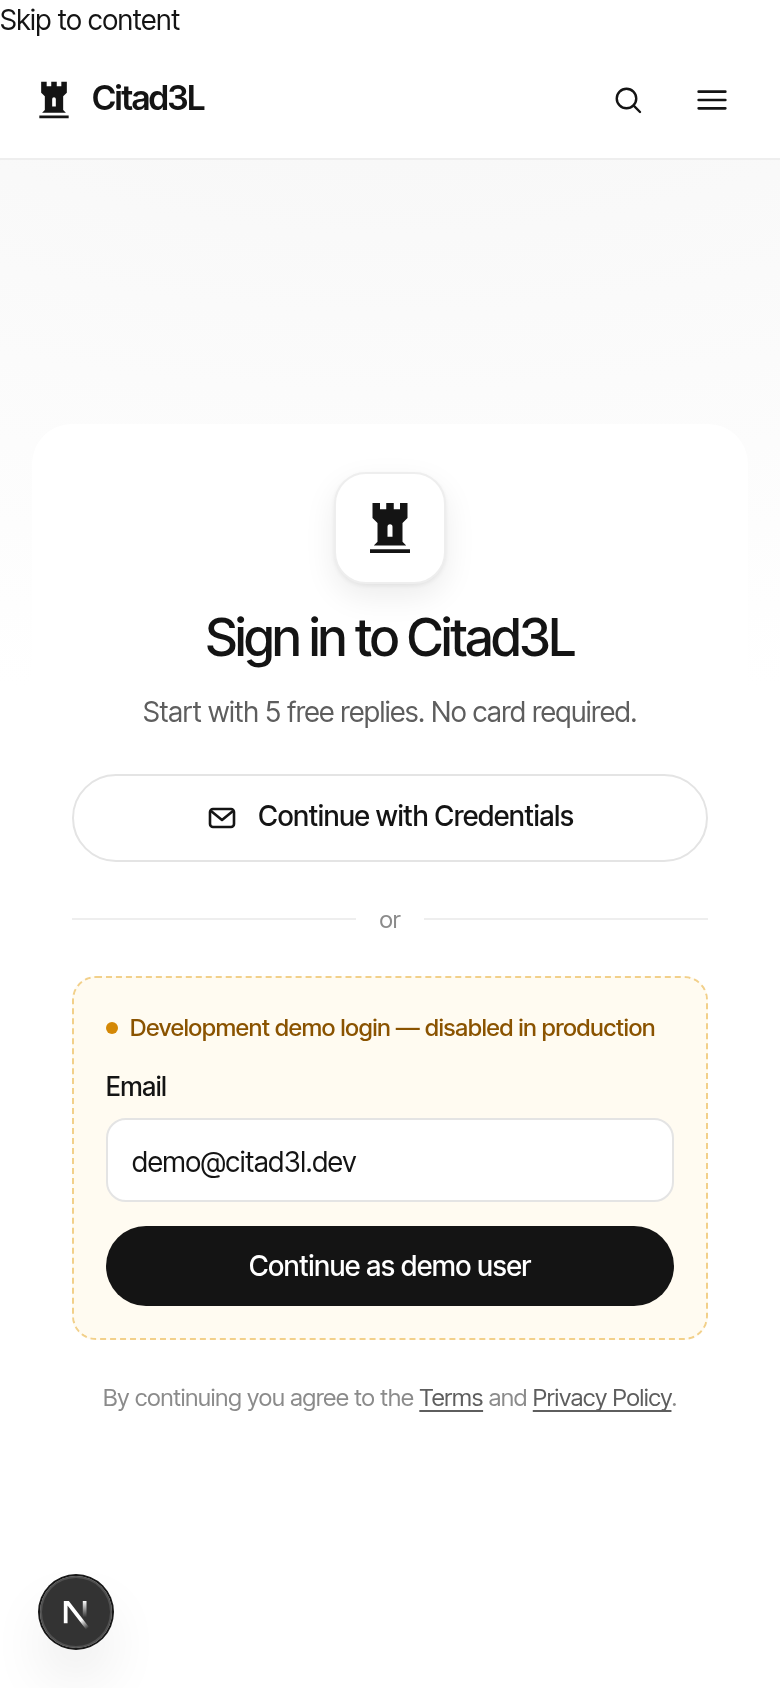 Skip to content
Citad3L
Sign in to Citad3L
Start with 5 free replies. No card required.
Continue with Credentials
or
Development demo login — disabled in production
Email
demo@citad3l.dev
Continue as demo user
By continuing you agree to the Terms and Privacy Policy.
N